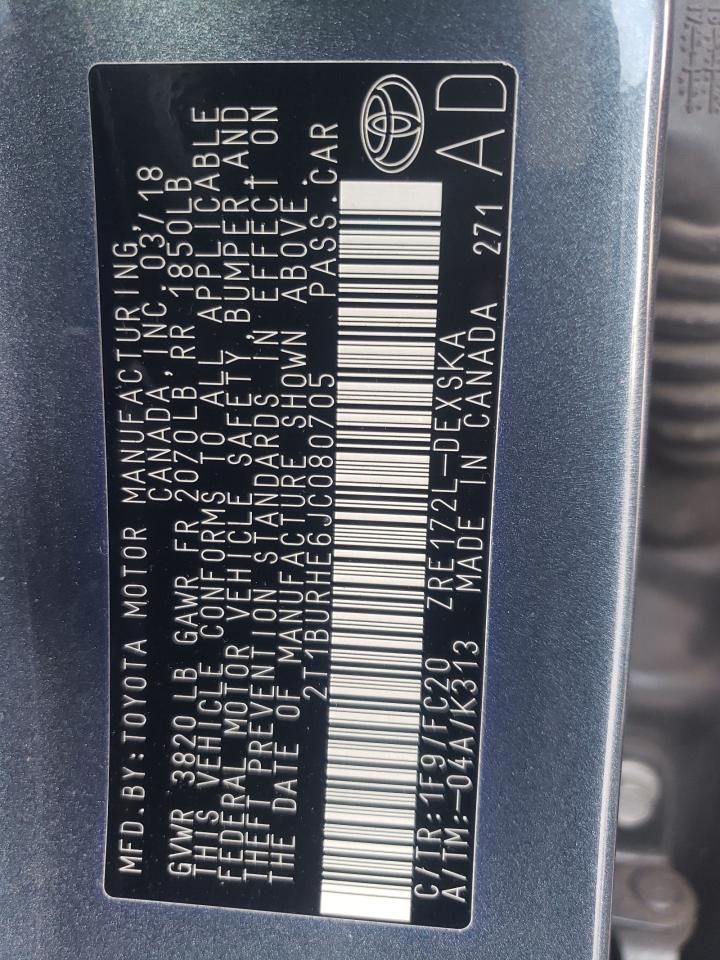 MFD.BY:TOYOTA MOTOR MANUFACTURING,
CANADA, INC. 03/18
GVWR 3820LB GAWR FR 2070LB, RR 1850LB
THIS VEHICLE CONFORMS TO ALL APPLICABLE
FEDERAL MOTOR VEHICLE SAFETY, BUMPER, AND
THEFT PREVENTION STANDARDS IN EFFECT ON
THE DATE OF MANUFACTURE SHOWN ABOVE.
2T1BURHE6JC080705 PASS.CAR
C/TR:1F9/FC20 ZRE172L-DEXSKA 271 AD
A/TM:-04A/K313 MADE IN CANADA